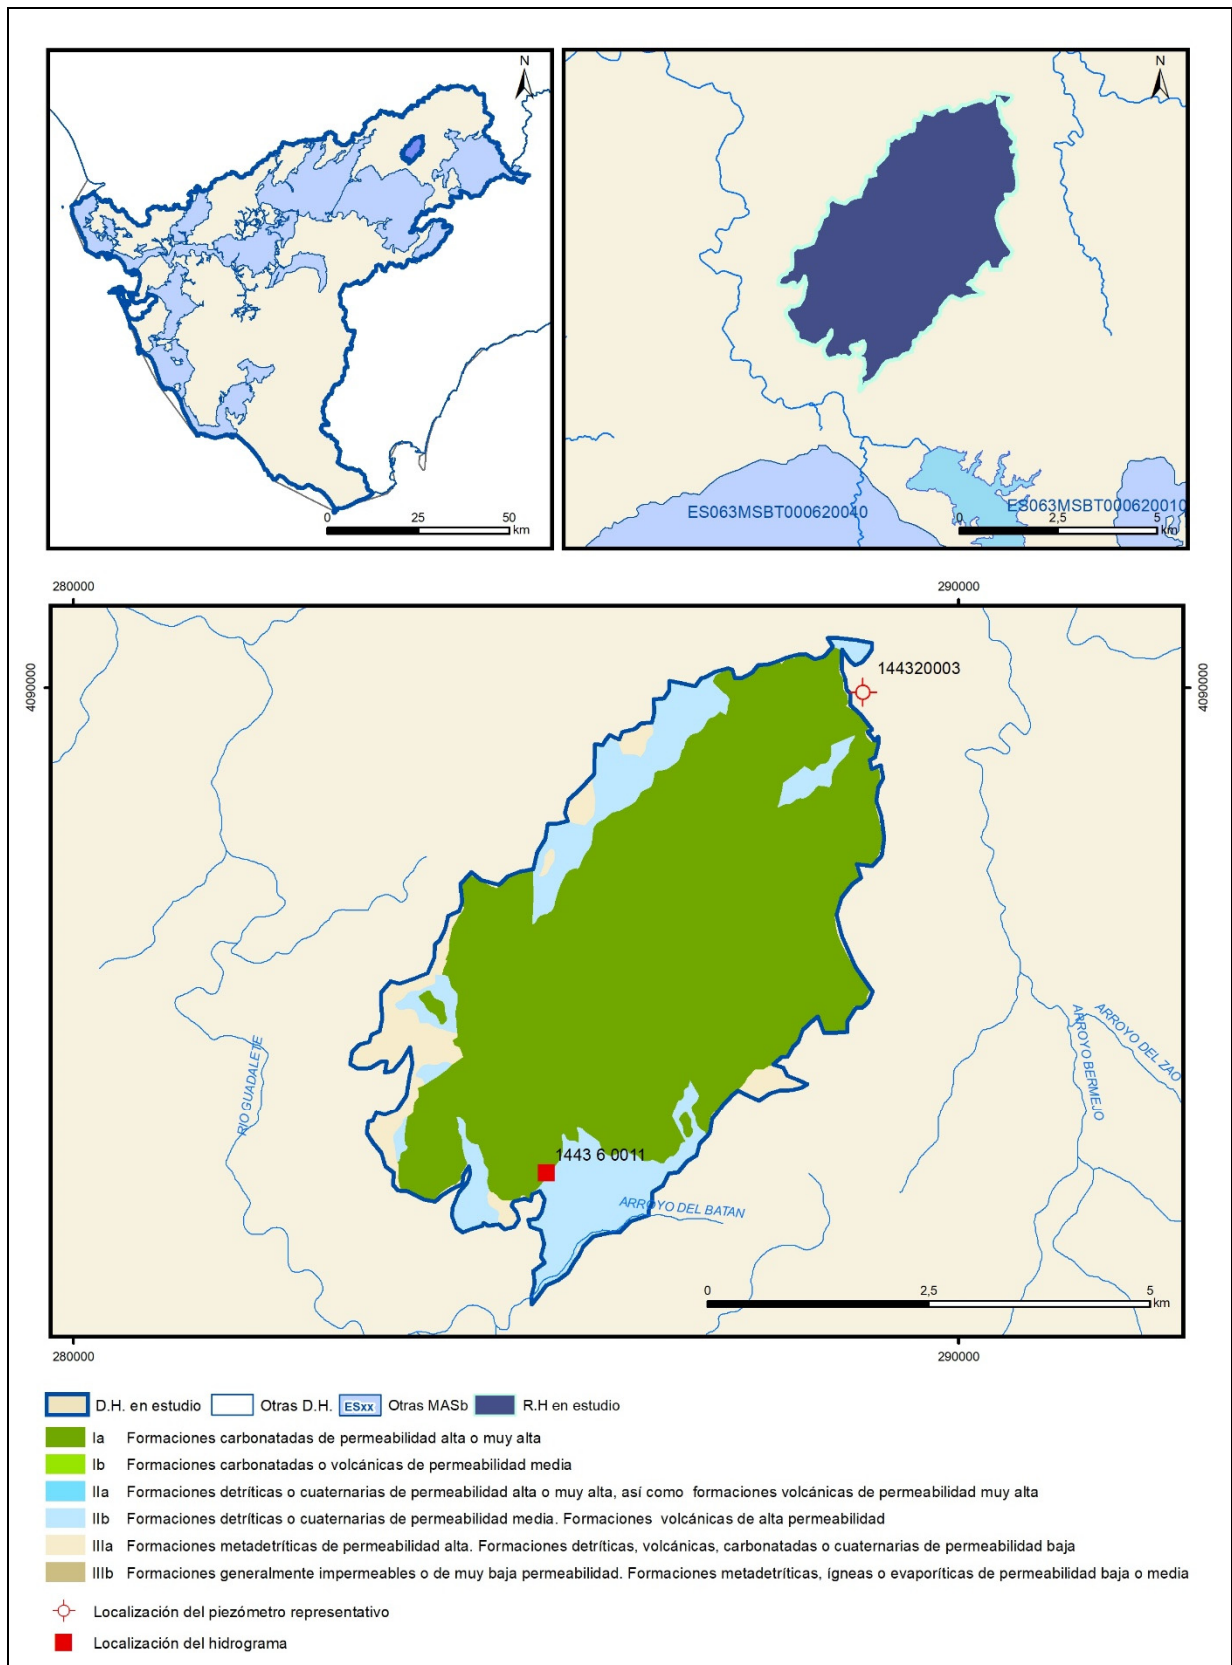 N
0
25
50
km
N
ES063MSBT000620040
ES063MSBT000620010
0
2,5
5
km
280000
290000
4090000
4090000
144320003
RIO GUADALETE
ARROYO BERMEJO
ARROYO DEL ZAO
1443 6 0011
ARROYO DEL BATAN
0
2,5
5
km
280000
290000
D.H. en estudio
Otras D.H.
ESxx
Otras MASb
R.H en estudio
Ia Formaciones carbonatadas de permeabilidad alta o muy alta
Ib Formaciones carbonatadas o volcánicas de permeabilidad media
IIa Formaciones detríticas o cuaternarias de permeabilidad alta o muy alta, así como formaciones volcánicas de permeabilidad muy alta
IIb Formaciones detríticas o cuaternarias de permeabilidad media. Formaciones volcánicas de alta permeabilidad
IIIa Formaciones metadetríticas de permeabilidad alta. Formaciones detríticas, volcánicas, carbonatadas o cuaternarias de permeabilidad baja
IIIb Formaciones generalmente impermeables o de muy baja permeabilidad. Formaciones metadetríticas, ígneas o evaporíticas de permeabilidad baja o media
Localización del piezómetro representativo
Localización del hidrograma